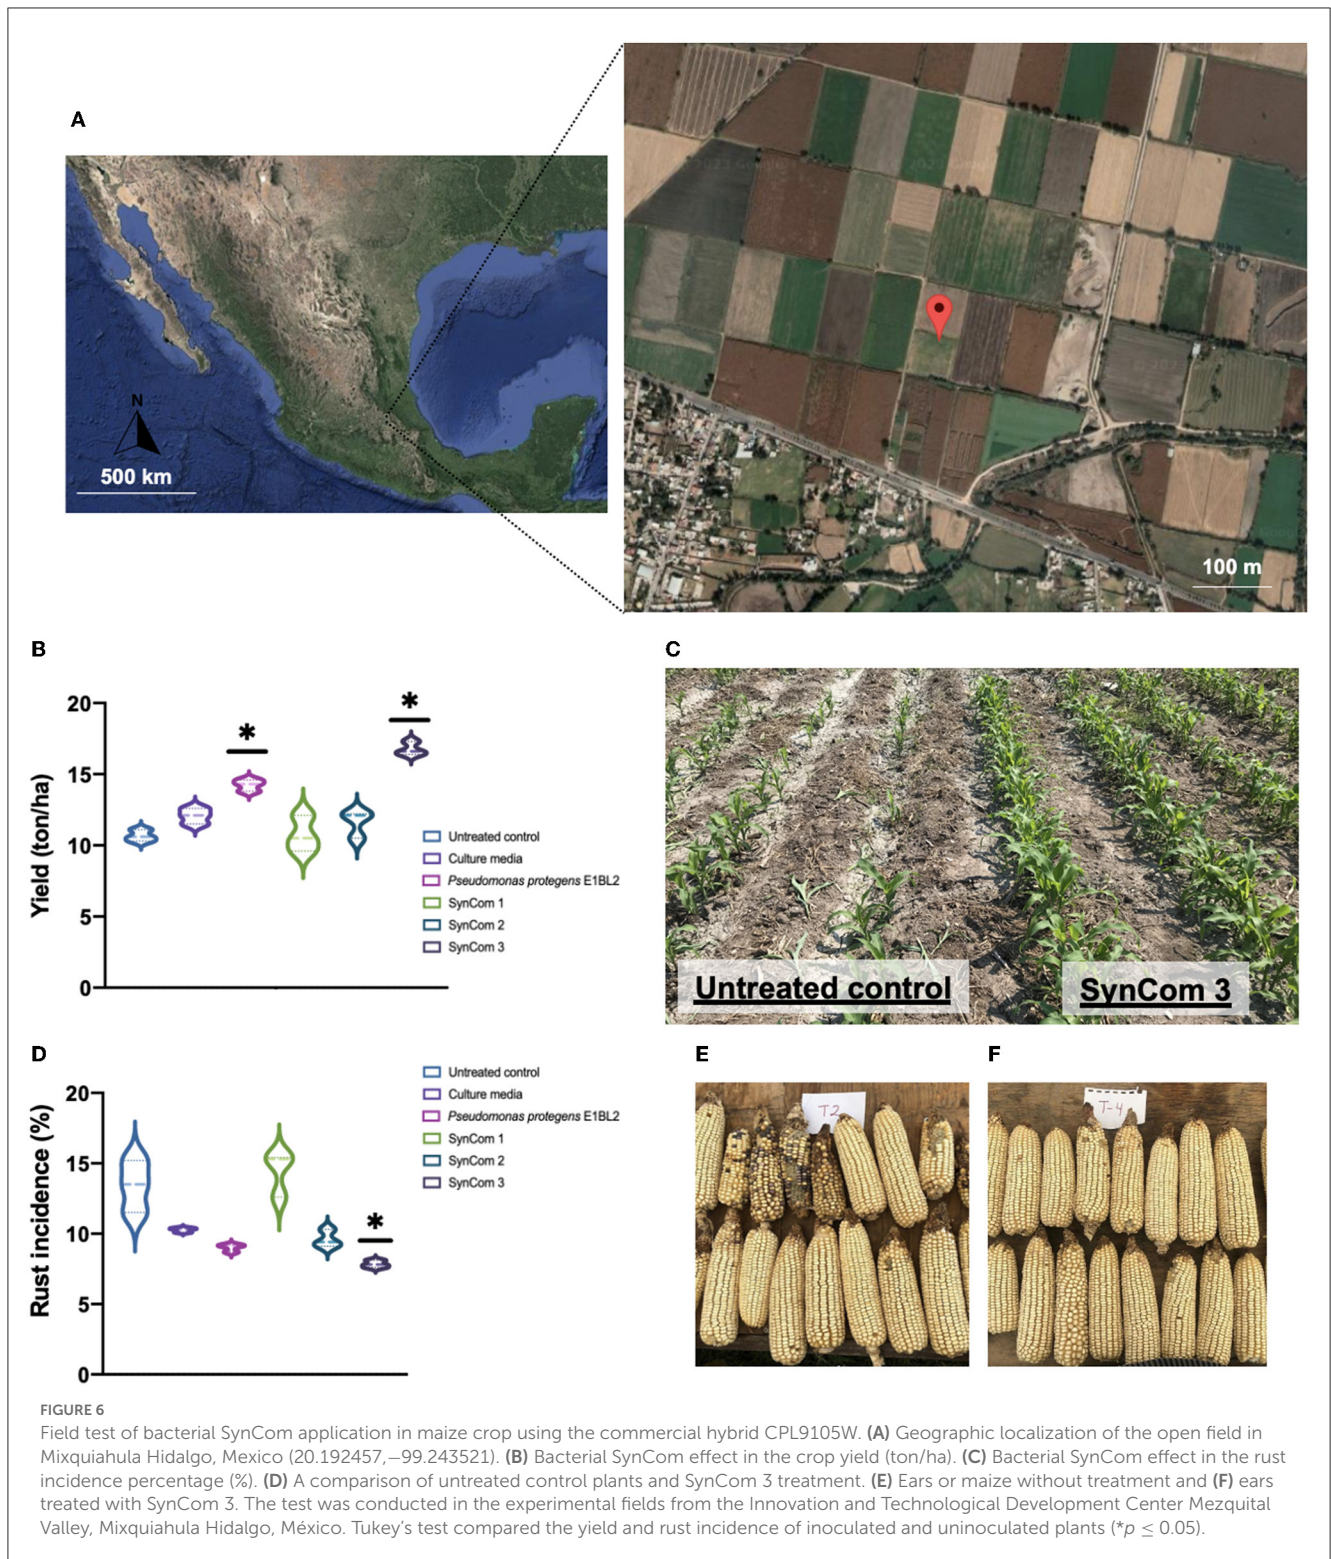 A
N
500 km
100 m
B
20
15
10
5
0
Yield (ton/ha)
*
*
Untreated control
Culture media
Pseudomonas protegens E1BL2
SynCom 1
SynCom 2
SynCom 3
C
Untreated control
SynCom 3
D
20
15
10
5
0
Rust incidence (%)
*
Untreated control
Culture media
Pseudomonas protegens E1BL2
SynCom 1
SynCom 2
SynCom 3
E
T2
F
T-4
FIGURE 6
Field test of bacterial SynCom application in maize crop using the commercial hybrid CPL9105W. (A) Geographic localization of the open field in
Mixquiahula Hidalgo, Mexico (20.192457,−99.243521). (B) Bacterial SynCom effect in the crop yield (ton/ha). (C) Bacterial SynCom effect in the rust
incidence percentage (%). (D) A comparison of untreated control plants and SynCom 3 treatment. (E) Ears or maize without treatment and (F) ears
treated with SynCom 3. The test was conducted in the experimental fields from the Innovation and Technological Development Center Mezquital
Valley, Mixquiahula Hidalgo, México. Tukey's test compared the yield and rust incidence of inoculated and uninoculated plants (*p ≤ 0.05).